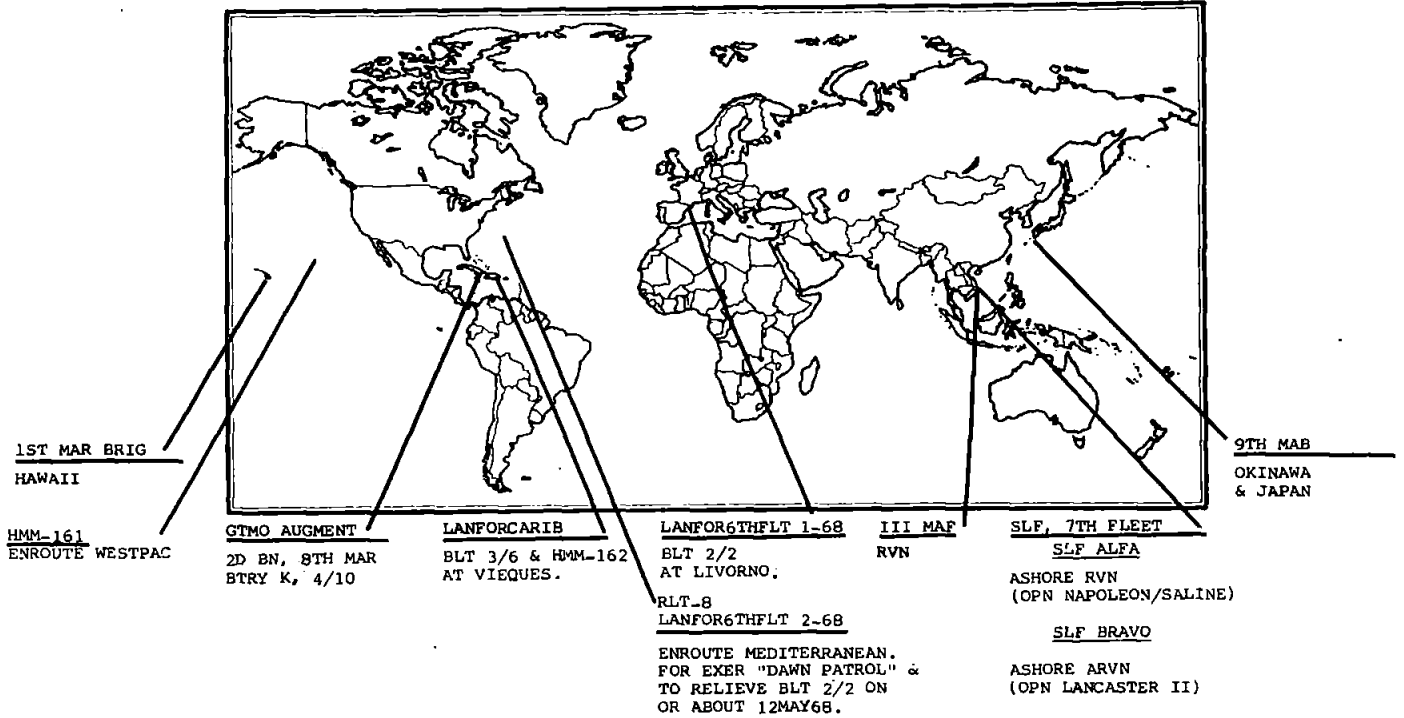 1ST MAR BRIG
HAWAII
HMM-161
ENROUTE WESTPAC
GTMO AUGMENT
2D BN, 8TH MAR
BTRY K, 4/10
LANFORCARIB
BLT 3/6 & HMM-162
AT VIEQUES.
LANFOR6THFLT 1-68
BLT 2/2
AT LIVORNO.
RLT-8
LANFOR6THFLT 2-68
ENROUTE MEDITERRANEAN.
FOR EXER "DAWN PATROL" &
TO RELIEVE BLT 2/2 ON
OR ABOUT 12MAY68.
III MAF
RVN
SLF, 7TH FLEET
SLF ALFA
ASHORE RVN
(OPN NAPOLEON/SALINE)
SLF BRAVO
ASHORE ARVN
(OPN LANCASTER II)
9TH MAB
OKINAWA
& JAPAN